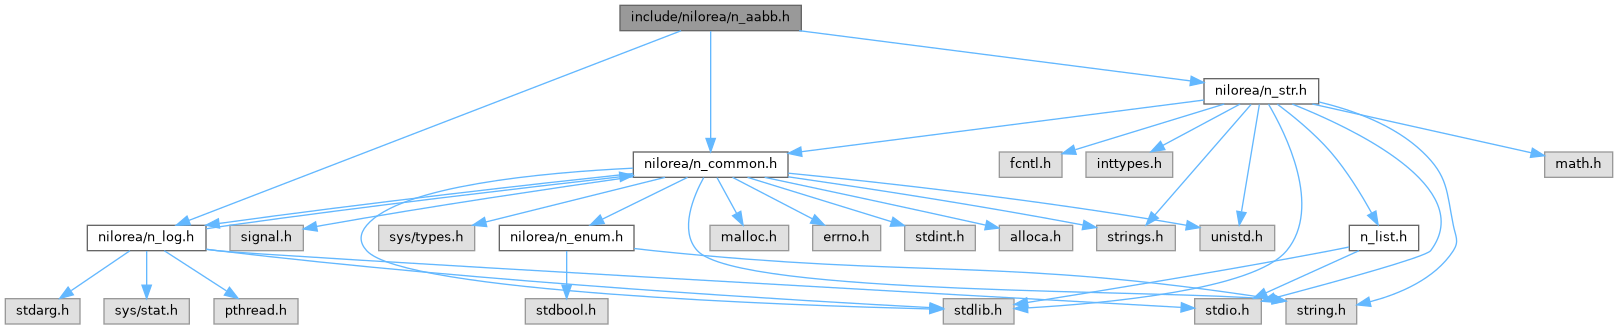 include/nilorea/n_aabb.h
nilorea/n_str.h
nilorea/n_common.h
fcntl.h
inttypes.h
math.h
nilorea/n_log.h
signal.h
sys/types.h
nilorea/n_enum.h
malloc.h
errno.h
stdint.h
alloca.h
strings.h
unistd.h
n_list.h
stdarg.h
sys/stat.h
pthread.h
stdbool.h
stdlib.h
stdio.h
string.h